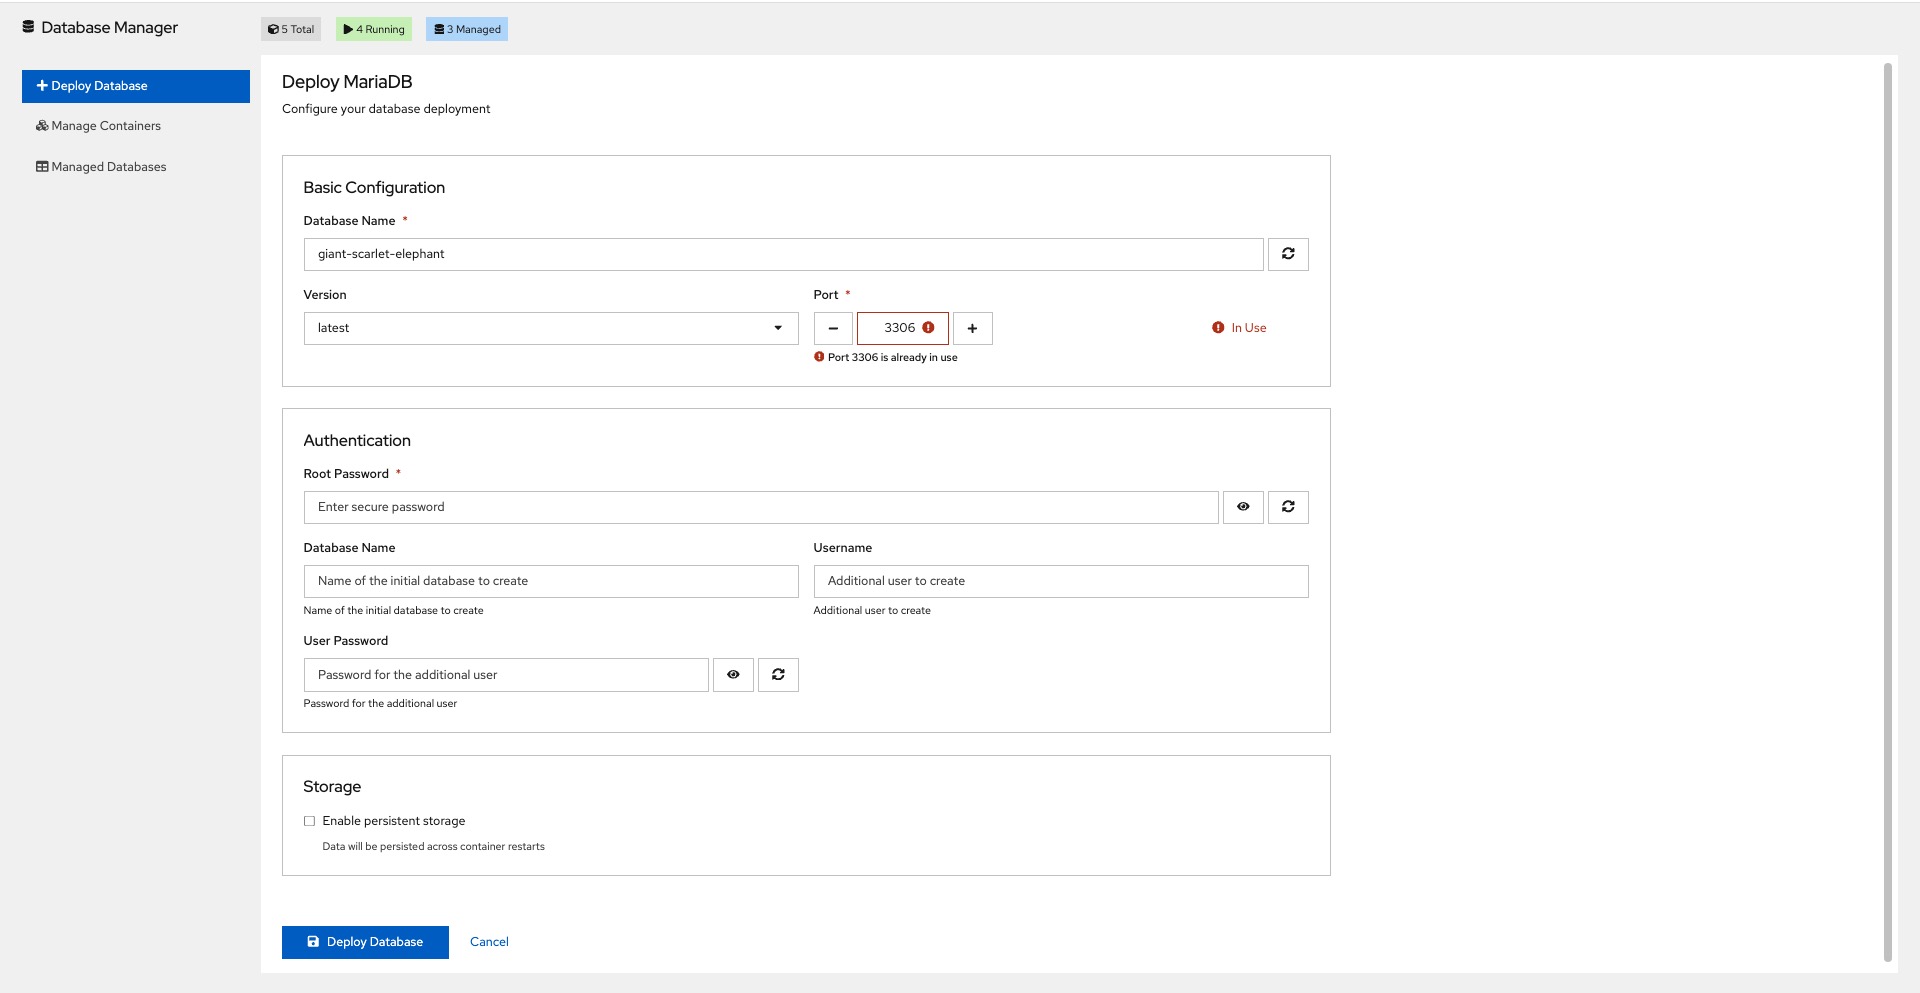 Database Manager
5 Total
4 Running
3 Managed
Deploy Database
Manage Containers
Managed Databases
Deploy MariaDB
Configure your database deployment
Basic Configuration
Database Name *
giant-scarlet-elephant
Version
Port *
latest
3306
In Use
Port 3306 is already in use
Authentication
Root Password *
Enter secure password
Database Name
Username
Name of the initial database to create
Additional user to create
Name of the initial database to create
Additional user to create
User Password
Password for the additional user
Password for the additional user
Storage
Enable persistent storage
Data will be persisted across container restarts
Deploy Database
Cancel